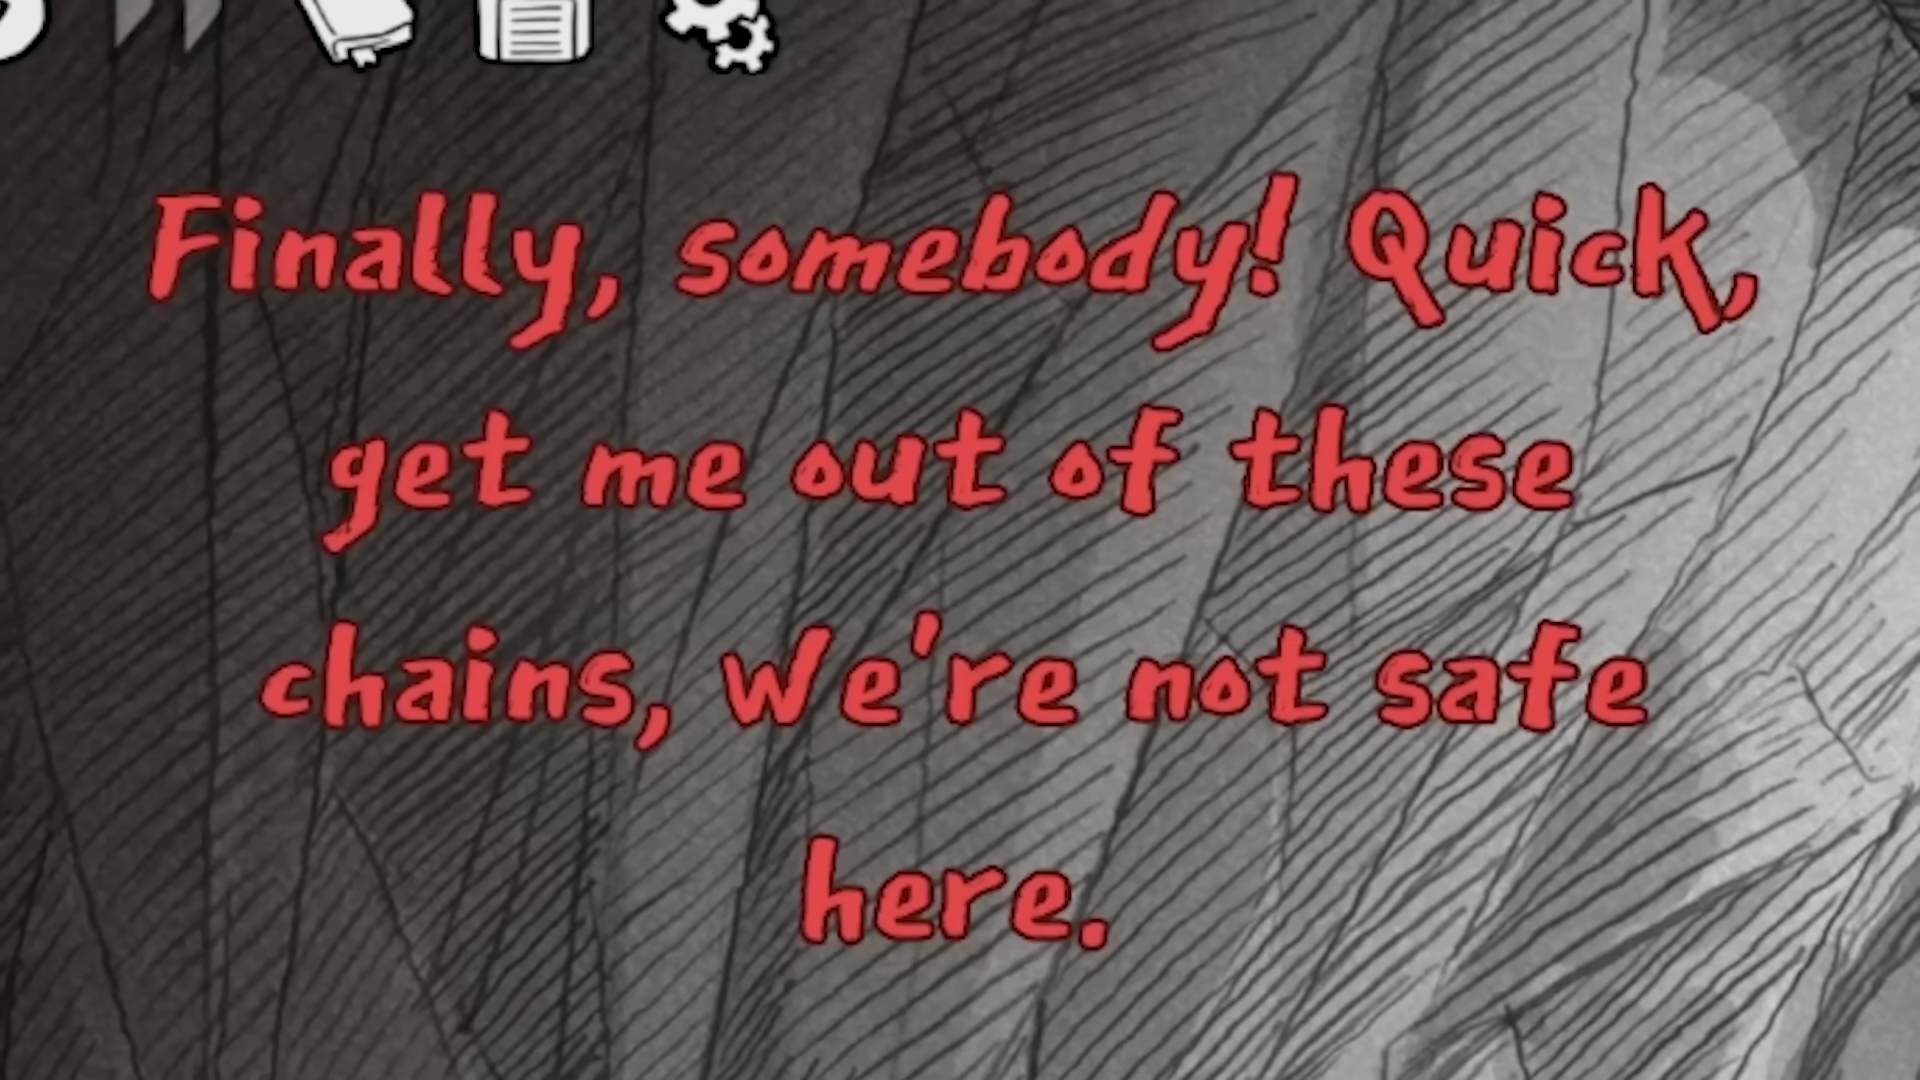 Finally, somebody! Quick,
get me out of these
chains, we're not safe
here.